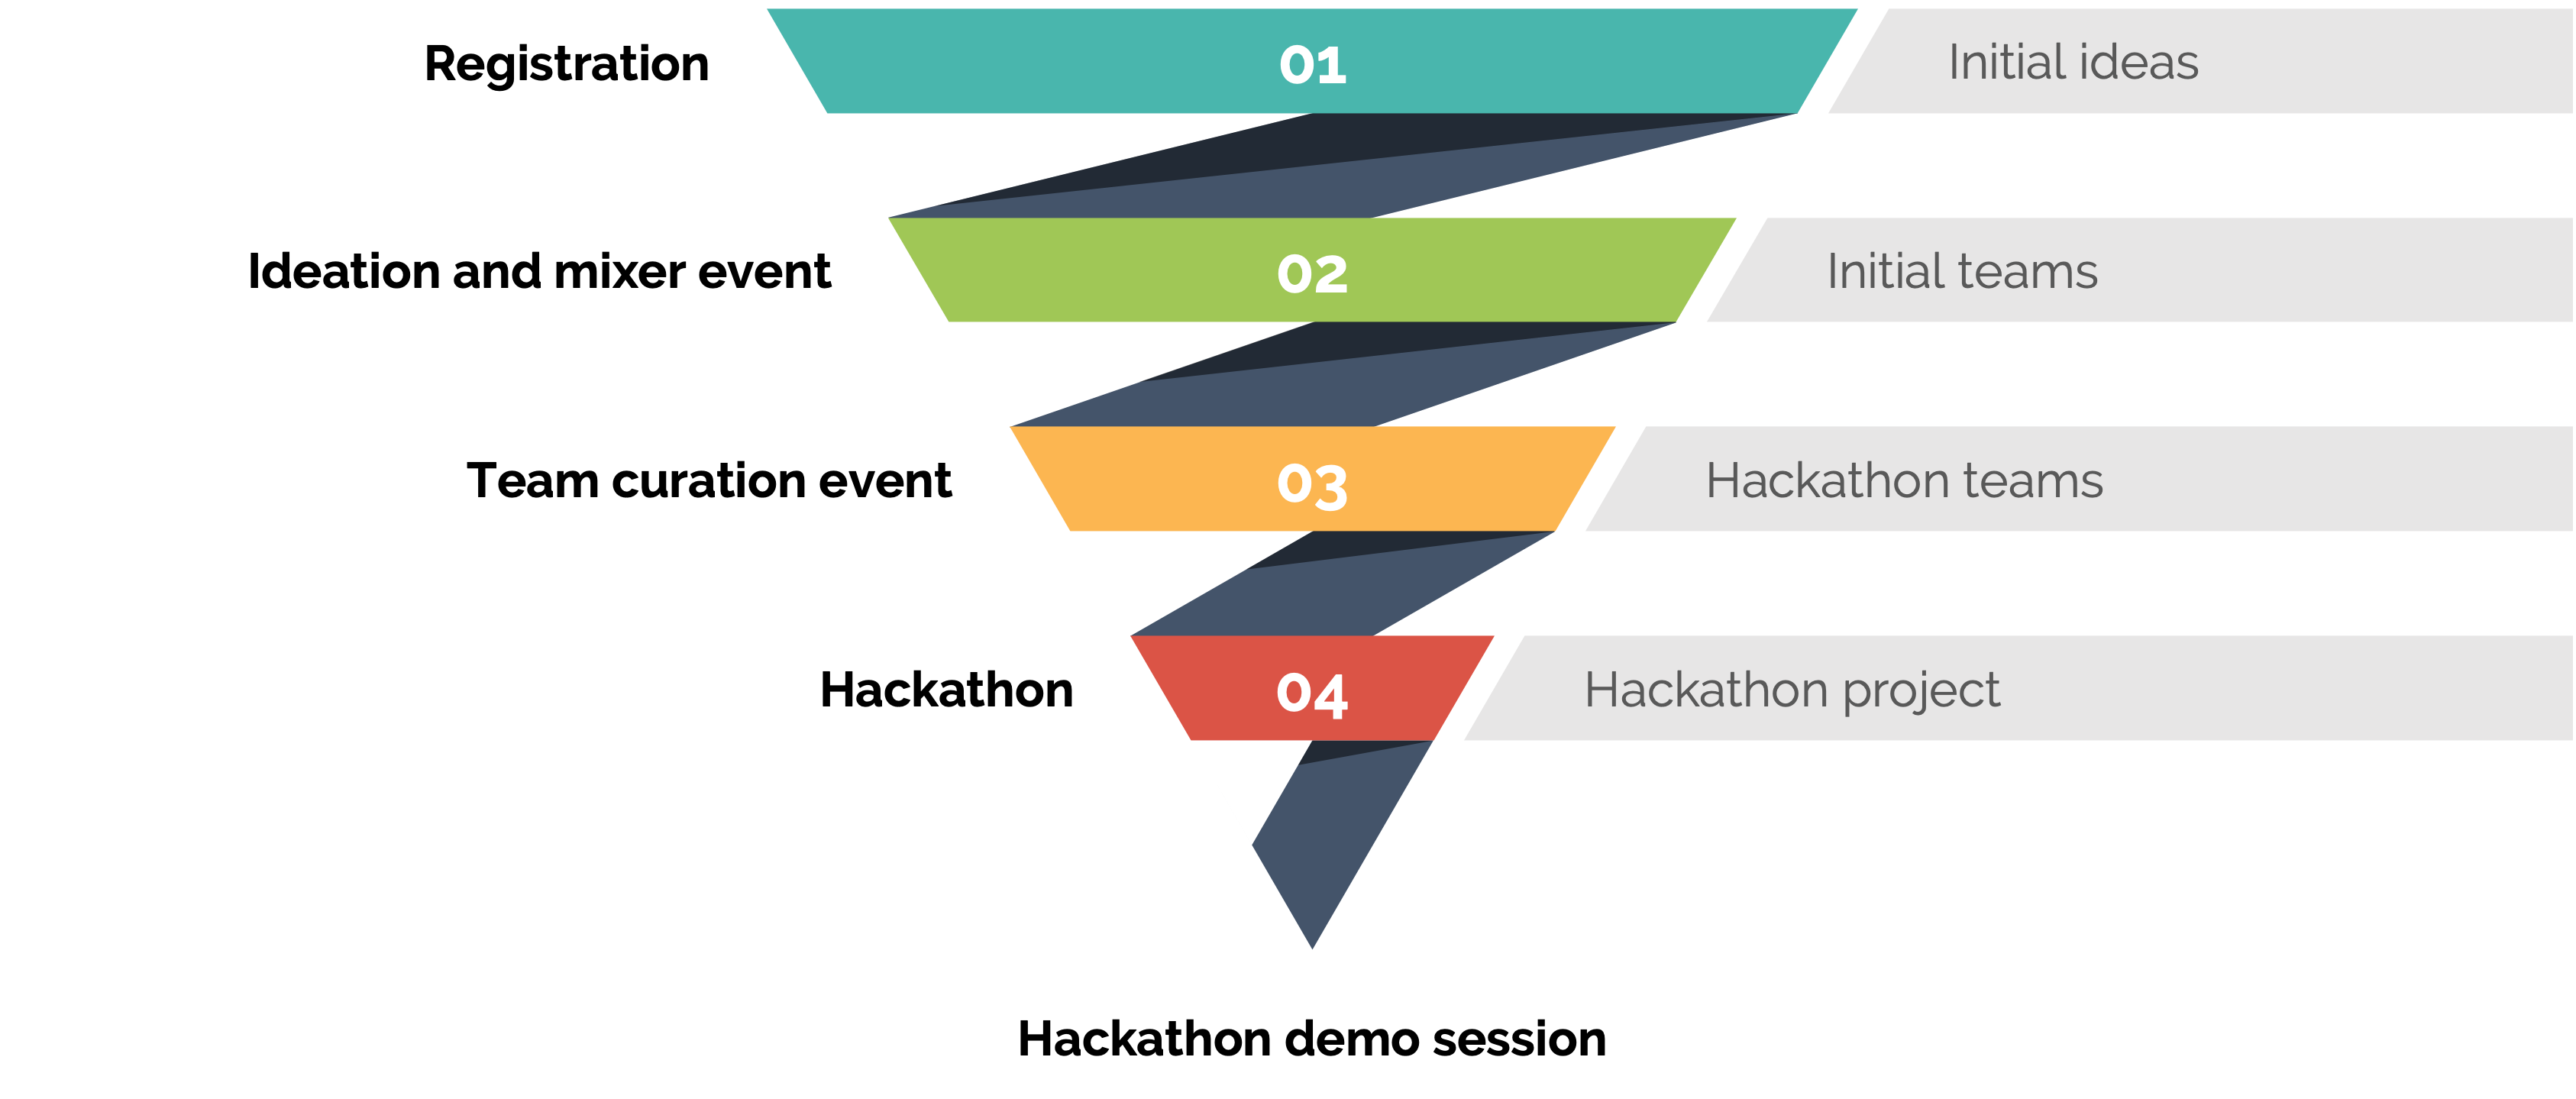 Registration
01
Initial ideas
Ideation and mixer event
02
Initial teams
Team curation event
03
Hackathon teams
Hackathon
04
Hackathon project
Hackathon demo session